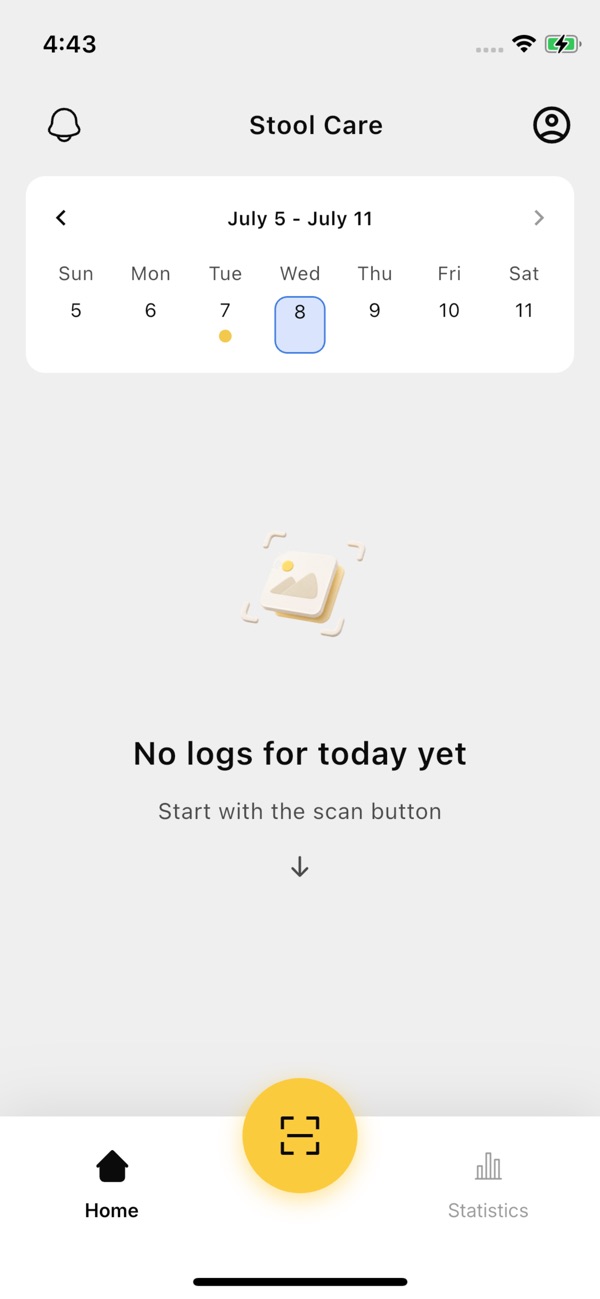 4:43
Stool Care
July 5 - July 11
Sun Mon Tue Wed Thu Fri Sat
5 6 7 8 9 10 11
No logs for today yet
Start with the scan button
Home
Statistics